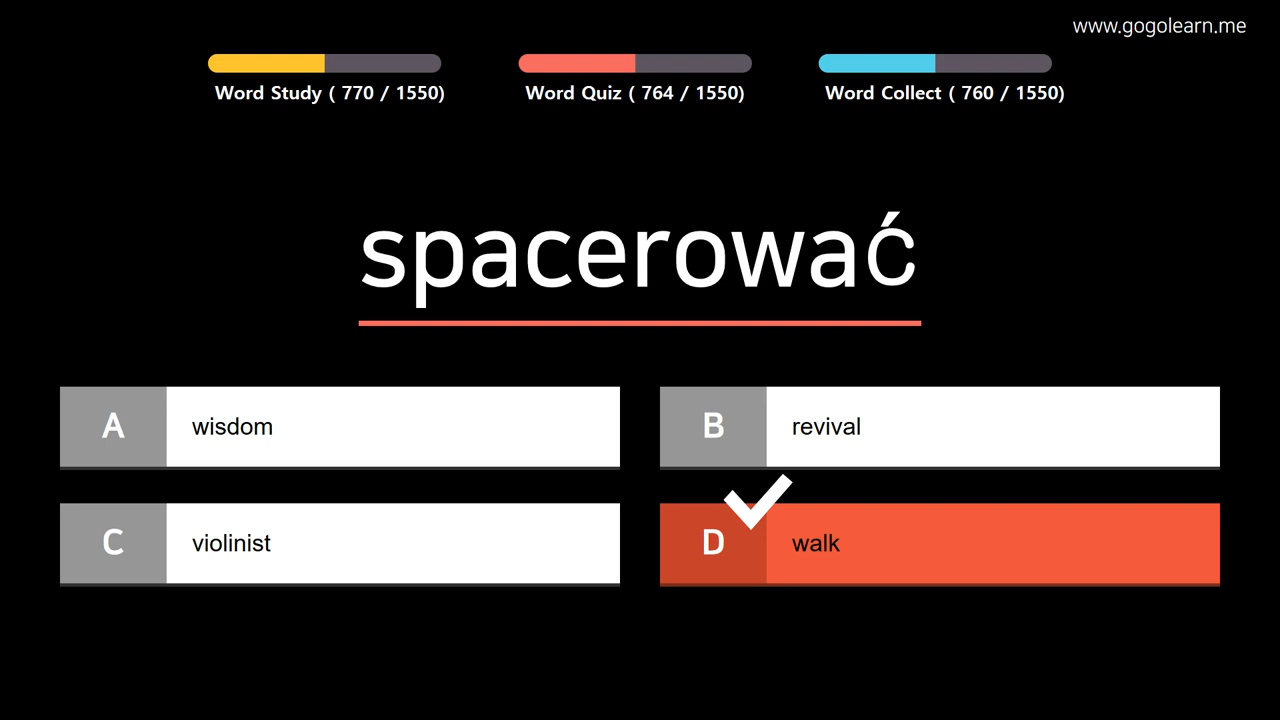 www.gogolearn.me
Word Study ( 770 / 1550)
Word Quiz ( 764 / 1550)
Word Collect ( 760 / 1550)
spacerować
A wisdom
B revival
C violinist
D walk